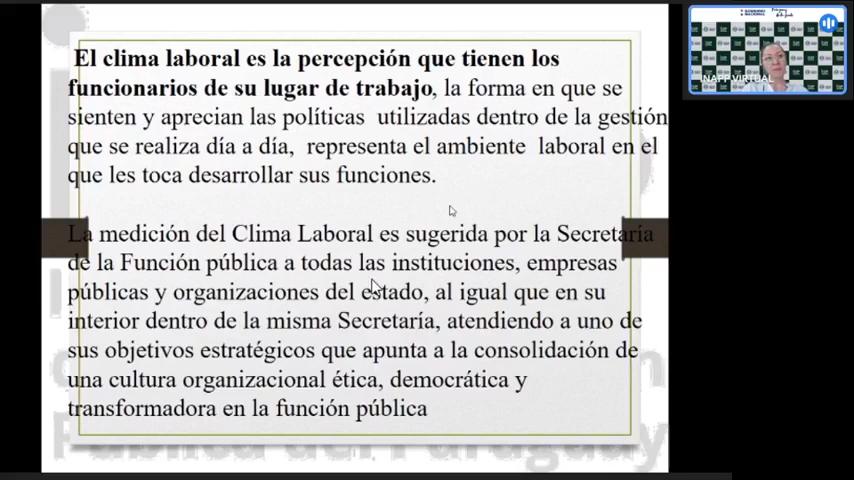 El clima laboral es la percepción que tienen los
funcionarios de su lugar de trabajo, la forma en que se
sienten y aprecian las políticas utilizadas dentro de la gestión
que se realiza día a día, representa el ambiente laboral en el
que les toca desarrollar sus funciones.
La medición del Clima Laboral es sugerida por la Secretaría
de la Función pública a todas las instituciones, empresas
públicas y organizaciones del estado, al igual que en su
interior dentro de la misma Secretaría, atendiendo a uno de
sus objetivos estratégicos que apunta a la consolidación de
una cultura organizacional ética, democrática y
transformadora en la función pública
GOBIERNO
NACIONAL
INAPP VIRTUAL